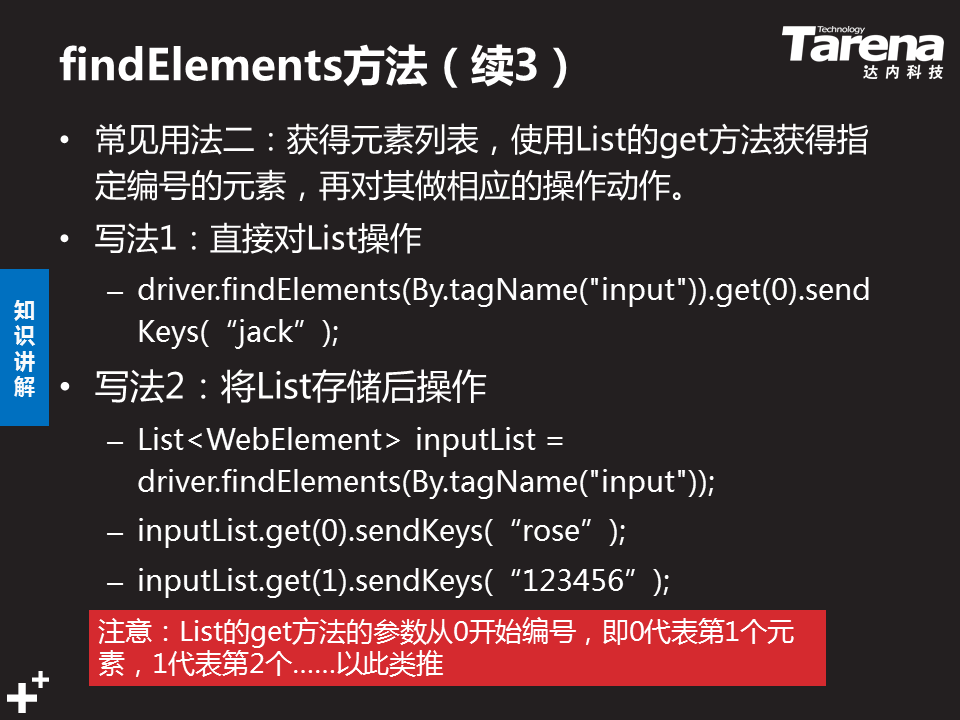 findElements方法（续3）
Technology
Tarena
达内科技
• 常见用法二：获得元素列表，使用List的get方法获得指
定编号的元素，再对其做相应的操作动作。
• 写法1：直接对List操作
– driver.findElements(By.tagName("input")).get(0).send
Keys(“jack”);
• 写法2：将List存储后操作
– List<WebElement> inputList =
driver.findElements(By.tagName("input"));
– inputList.get(0).sendKeys(“rose”);
– inputList.get(1).sendKeys(“123456”);
注意：List的get方法的参数从0开始编号，即0代表第1个元
素，1代表第2个……以此类推
知
识
讲
解